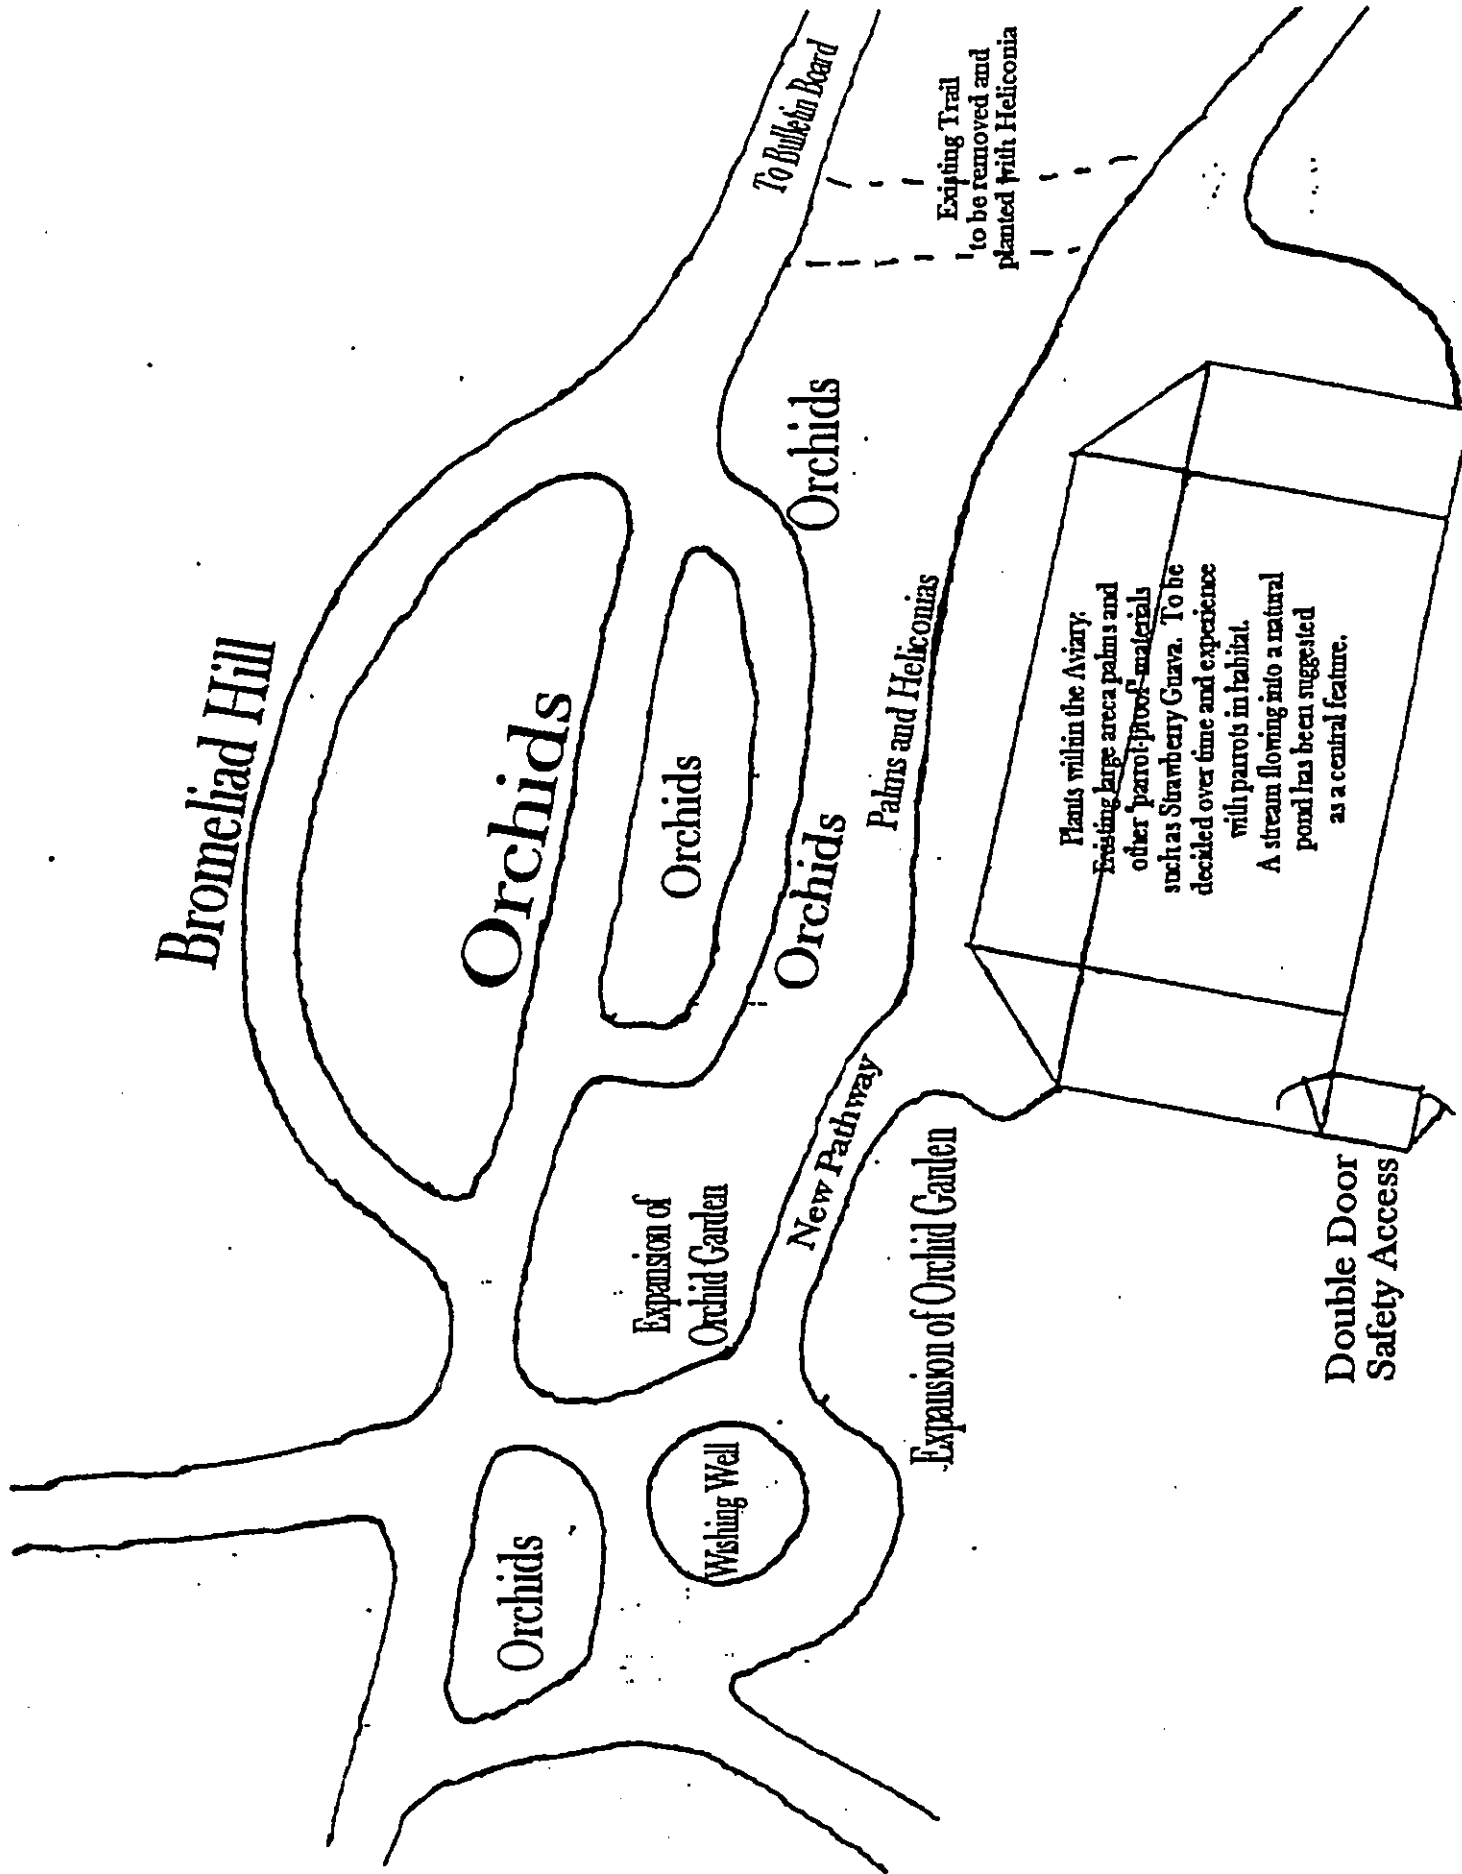 Bromeliad Hill
To Bulletin Board
Orchids
Orchids
Orchids
Orchids
Existing Trail
to be removed and
planted with Heliconia
Palms and Heliconias
Expansion of
Orchid Garden
New Pathway
Orchids
Wishing Well
Expansion of Orchid Garden
Plants within the Aviary:
Existing large areca palms and
other "parrot-proof" materials
such as Strawberry Guava. To be
decided over time and experience
with parrots in habitat.
A stream flowing into a natural
pond has been suggested
as a central feature.
Double Door
Safety Access